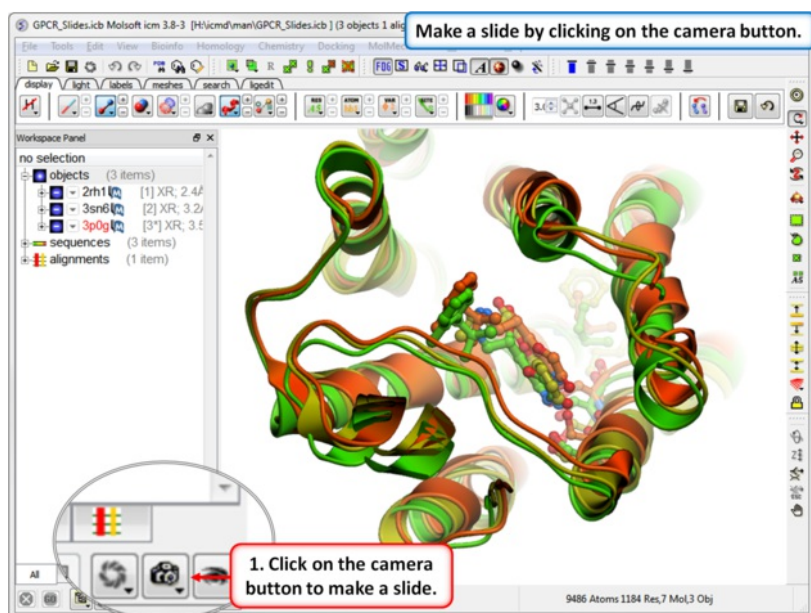 GPCR_Slides.icb Molsoft icm 3.8-3 [H:\icmd\man\GPCR_Slides.icb ] (3 objects 1 alig
Make a slide by clicking on the camera button.
File Tools Edit View Bioinfo Homology Chemistry Docking MolMec
display light labels meshes search ligedit
Workspace Panel
no selection
objects (3 items)
2rh1 [1] XR; 2.4A
3sn6 [2] XR; 3.2A
3p0g [3*] XR; 3.5
sequences (3 items)
alignments (1 item)
1. Click on the camera
button to make a slide.
All
9486 Atoms 1184 Res,7 Mol,3 Obj